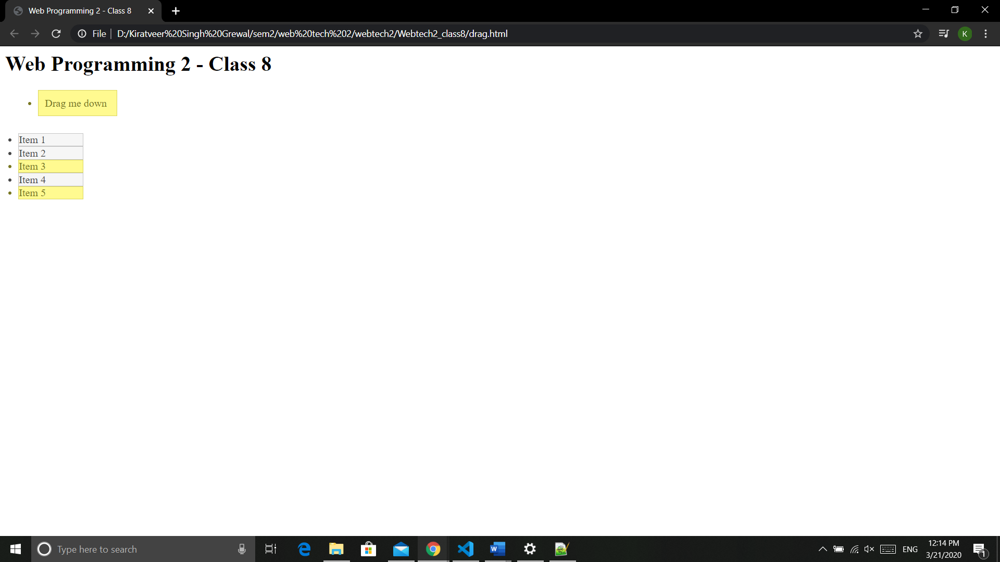 Web Programming 2 - Class 8
File | D:/Kiratveer%20Singh%20Grewal/sem2/web%20tech%202/webtech2/Webtech2_class8/drag.html
K
Web Programming 2 - Class 8
Drag me down
Item 1
Item 2
Item 3
Item 4
Item 5
Type here to search
W
ENG
12:14 PM
3/21/2020
1